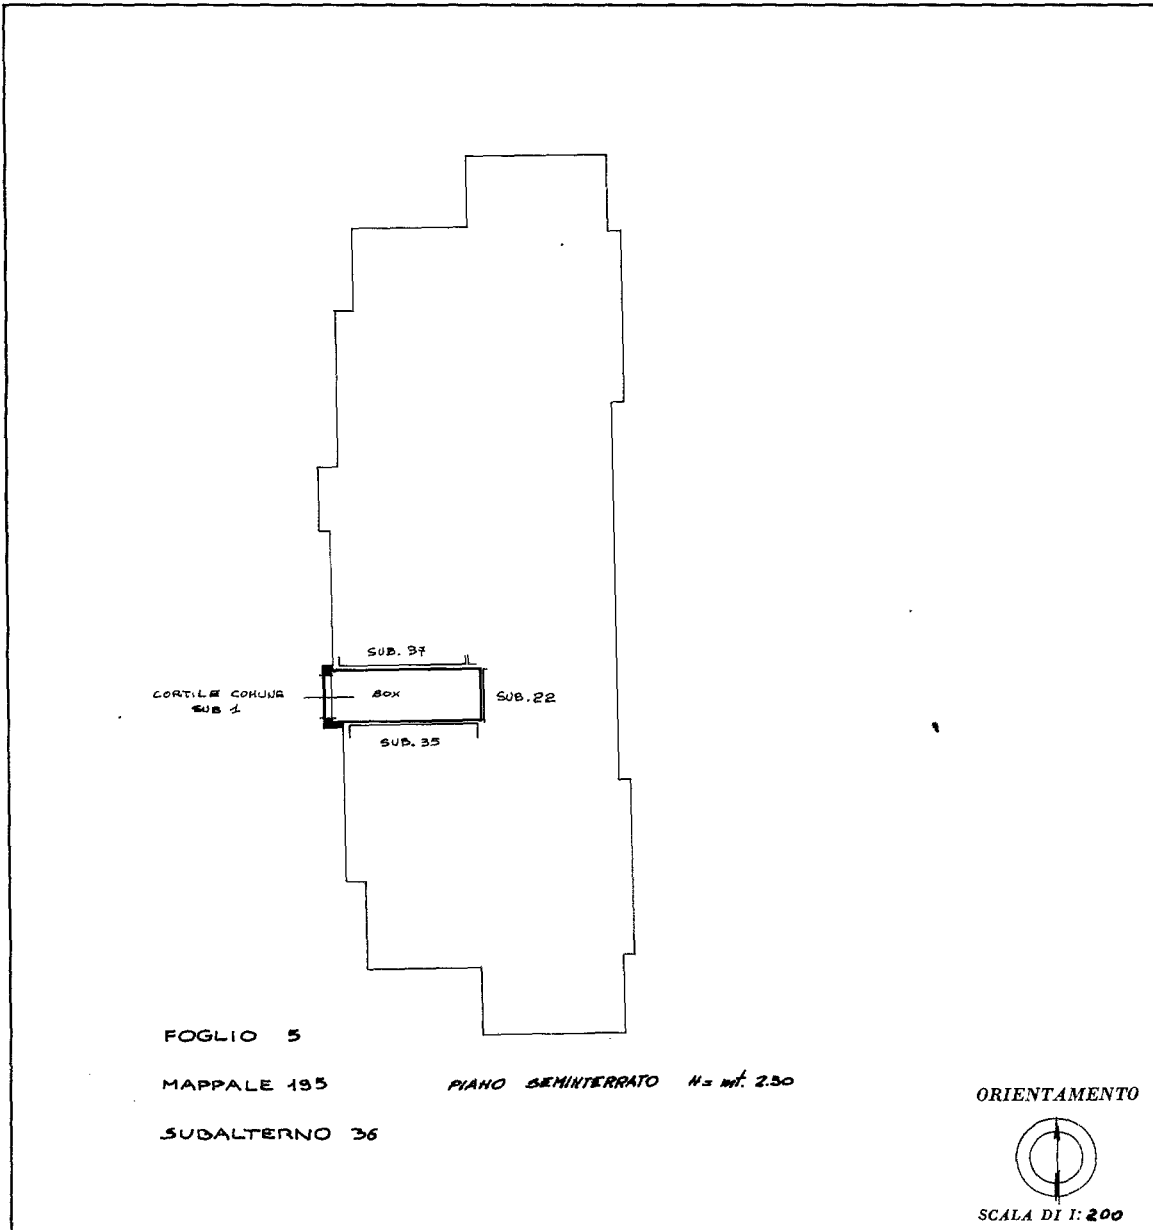 SUB. 37
CORTILE COMUNE
SUB 1
BOX
SUB. 22
SUB. 35
FOGLIO 5
MAPPALE 195
PIANO SEMINTERRATO H= mt. 2.50
SUBALTERNO 36
ORIENTAMENTO
SCALA DI 1: 200